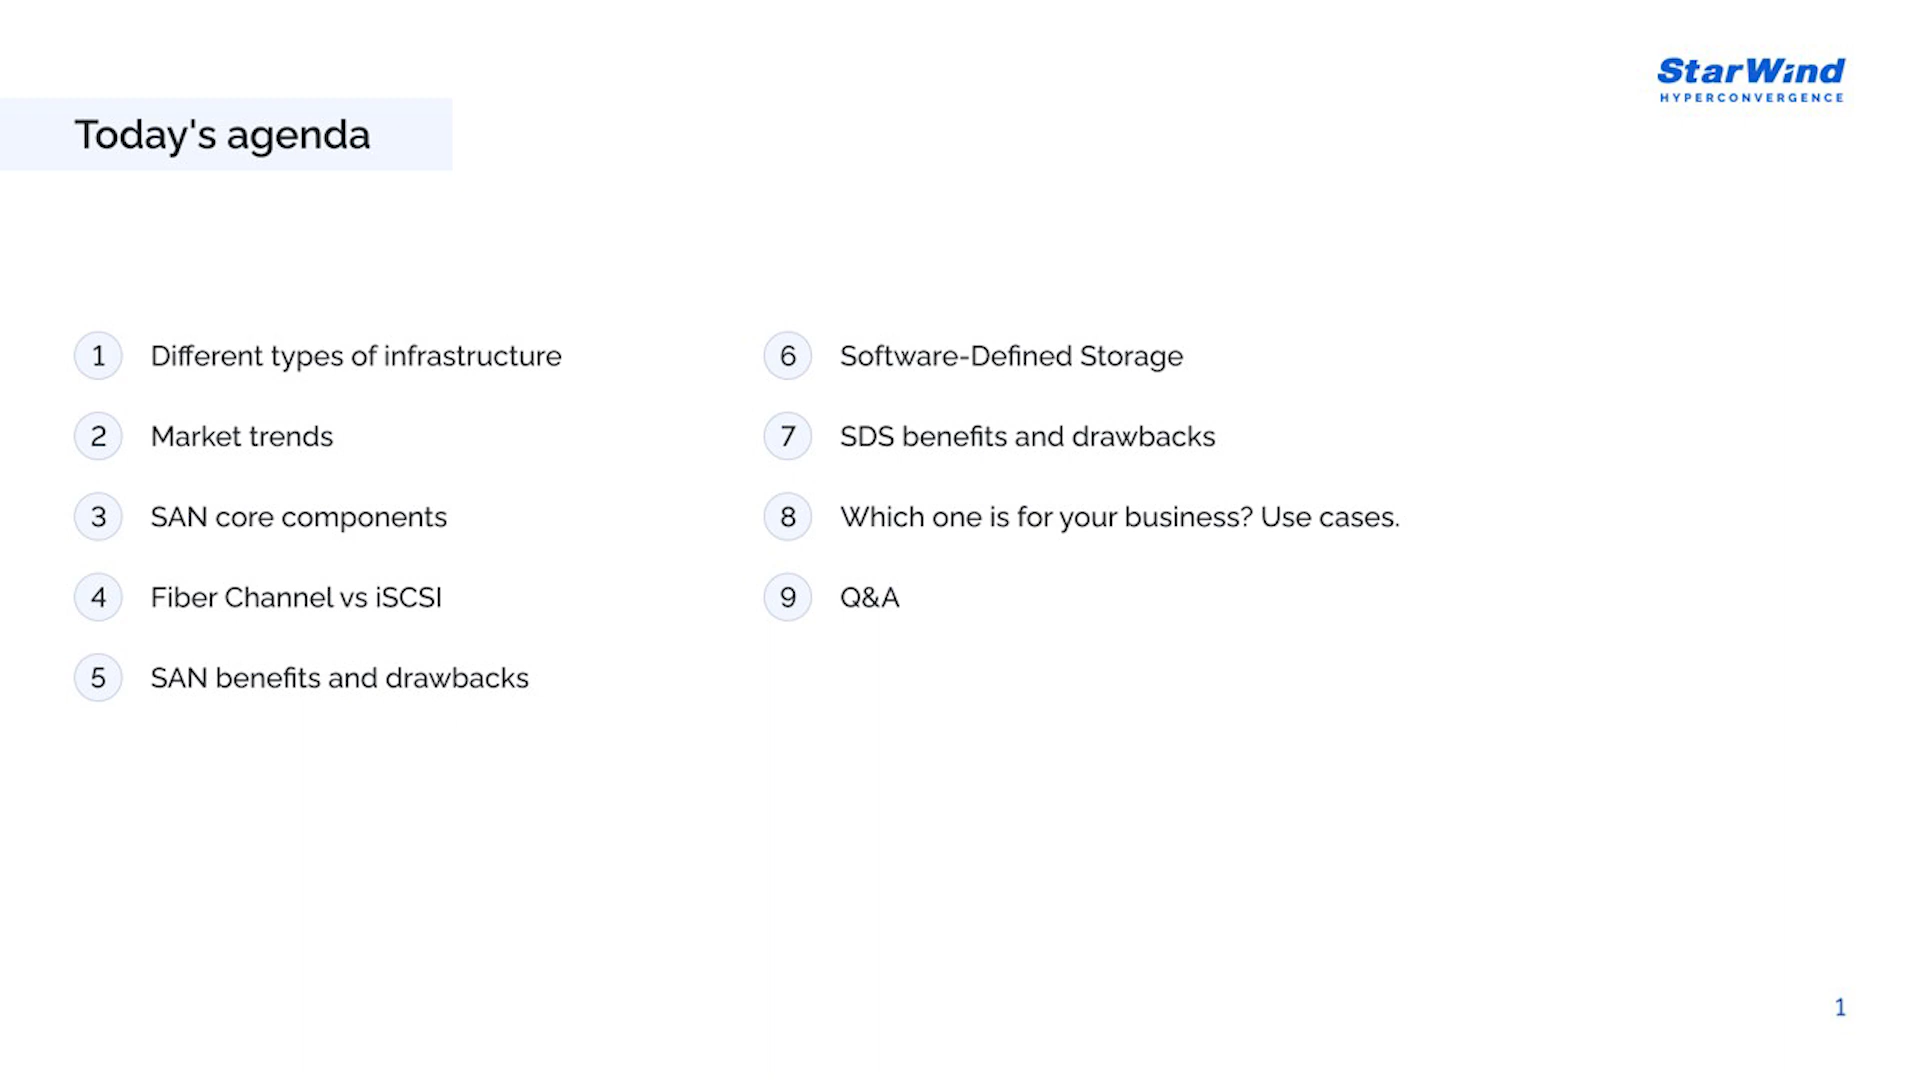 StarWind
HYPERCONVERGENCE
Today's agenda
1 Different types of infrastructure
2 Market trends
3 SAN core components
4 Fiber Channel vs iSCSI
5 SAN benefits and drawbacks
6 Software-Defined Storage
7 SDS benefits and drawbacks
8 Which one is for your business? Use cases.
9 Q&A
1